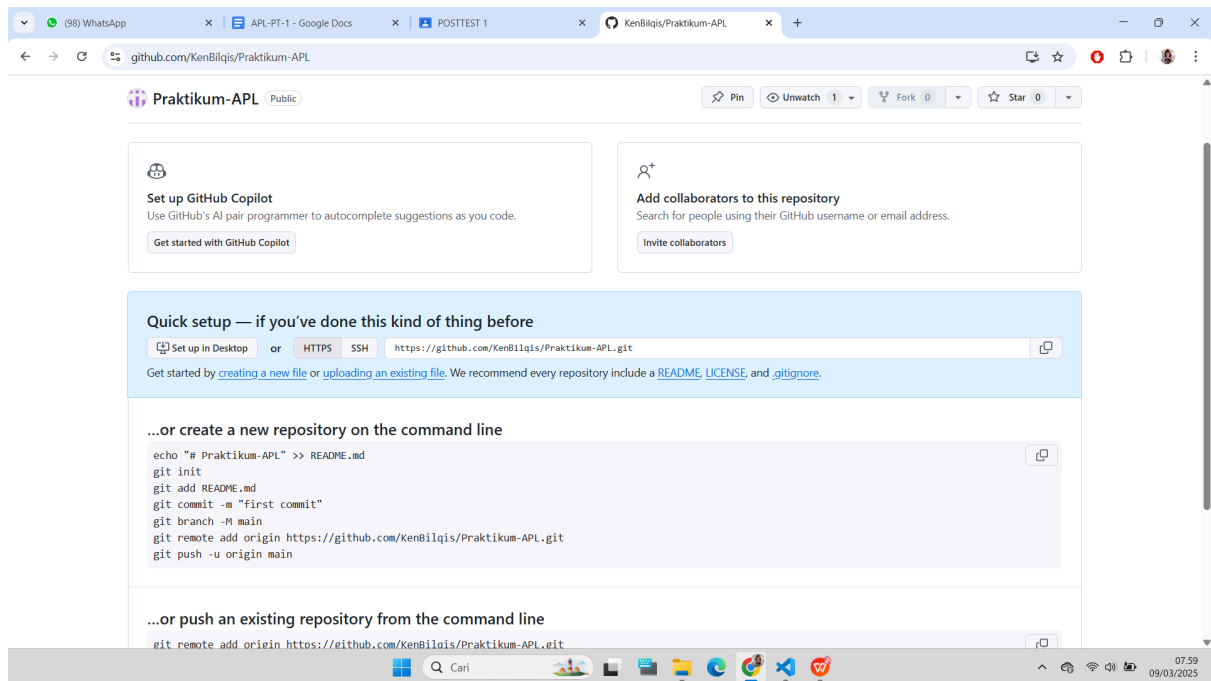 (98) WhatsApp
APL-PT-1 - Google Docs
POSTTEST 1
KenBilqis/Praktikum-APL
github.com/KenBilqis/Praktikum-APL
Praktikum-APL Public
Pin
Unwatch 1
Fork 0
Star 0
Set up GitHub Copilot
Use GitHub's AI pair programmer to autocomplete suggestions as you code.
Get started with GitHub Copilot
Add collaborators to this repository
Search for people using their GitHub username or email address.
Invite collaborators
Quick setup — if you've done this kind of thing before
Set up in Desktop or HTTPS SSH https://github.com/KenBilqis/Praktikum-APL.git
Get started by creating a new file or uploading an existing file. We recommend every repository include a README, LICENSE, and .gitignore.
...or create a new repository on the command line
echo "# Praktikum-APL" >> README.md
git init
git add README.md
git commit -m "first commit"
git branch -M main
git remote add origin https://github.com/KenBilqis/Praktikum-APL.git
git push -u origin main
...or push an existing repository from the command line
git remote add origin https://github.com/KenBilqis/Praktikum-APL.git
Cari
07.59
09/03/2025